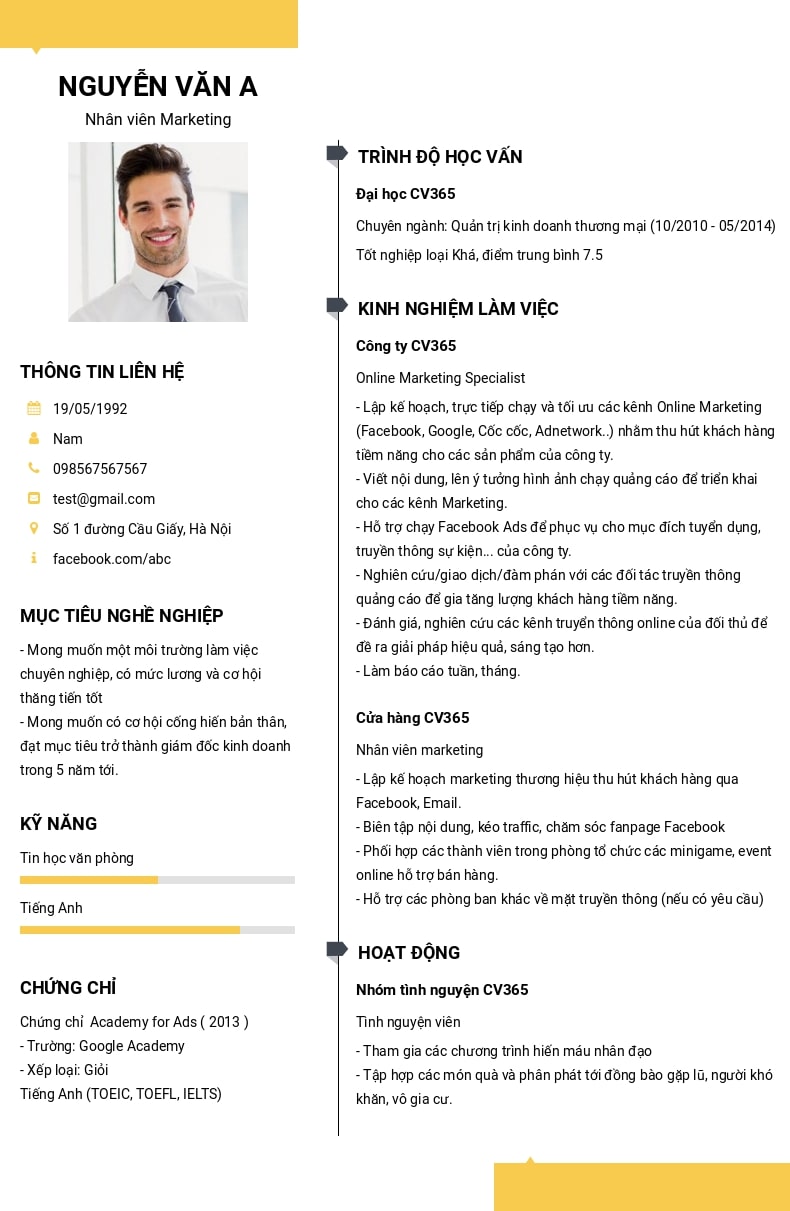 NGUYỄN VĂN A
Nhân viên Marketing
THÔNG TIN LIÊN HỆ
19/05/1992
Nam
098567567567
test@gmail.com
Số 1 đường Cầu Giấy, Hà Nội
facebook.com/abc
MỤC TIÊU NGHỀ NGHIỆP
- Mong muốn một môi trường làm việc
chuyên nghiệp, có mức lương và cơ hội
thăng tiến tốt
- Mong muốn có cơ hội cống hiến bản thân,
đạt mục tiêu trở thành giám đốc kinh doanh
trong 5 năm tới.
KỸ NĂNG
Tin học văn phòng
Tiếng Anh
CHỨNG CHỈ
Chứng chỉ  Academy for Ads ( 2013 )
- Trường: Google Academy
- Xếp loại: Giỏi
Tiếng Anh (TOEIC, TOEFL, IELTS)
TRÌNH ĐỘ HỌC VẤN
Đại học CV365
Chuyên ngành: Quản trị kinh doanh thương mại (10/2010 - 05/2014)
Tốt nghiệp loại Khá, điểm trung bình 7.5
KINH NGHIỆM LÀM VIỆC
Công ty CV365
Online Marketing Specialist
- Lập kế hoạch, trực tiếp chạy và tối ưu các kênh Online Marketing
(Facebook, Google, Cốc cốc, Adnetwork..) nhằm thu hút khách hàng
tiềm năng cho các sản phẩm của công ty.
- Viết nội dung, lên ý tưởng hình ảnh chạy quảng cáo để triển khai
cho các kênh Marketing.
- Hỗ trợ chạy Facebook Ads để phục vụ cho mục đích tuyển dụng,
truyền thông sự kiện... của công ty.
- Nghiên cứu/giao dịch/đàm phán với các đối tác truyền thông
quảng cáo để gia tăng lượng khách hàng tiềm năng.
- Đánh giá, nghiên cứu các kênh truyển thông online của đối thủ để
đề ra giải pháp hiệu quả, sáng tạo hơn.
- Làm báo cáo tuần, tháng.
Cửa hàng CV365
Nhân viên marketing
- Lập kế hoạch marketing thương hiệu thu hút khách hàng qua
Facebook, Email.
- Biên tập nội dung, kéo traffic, chăm sóc fanpage Facebook
- Phối hợp các thành viên trong phòng tổ chức các minigame, event
online hỗ trợ bán hàng.
- Hỗ trợ các phòng ban khác về mặt truyền thông (nếu có yêu cầu)
HOẠT ĐỘNG
Nhóm tình nguyện CV365
Tình nguyện viên
- Tham gia các chương trình hiến máu nhân đạo
- Tập hợp các món quà và phân phát tới đồng bào gặp lũ, người khó
khăn, vô gia cư.